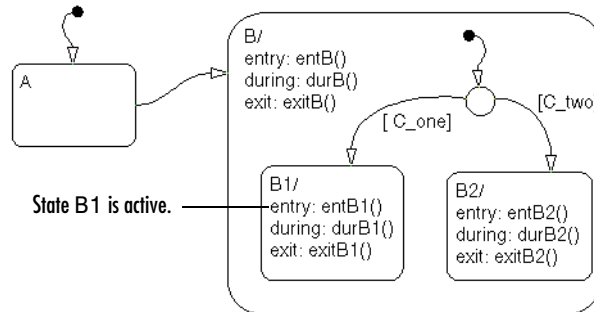 A
B/
entry: entB()
during: durB()
exit: exitB()
[ C_one]
[C_two]
State B1 is active.
B1/
entry: entB1()
during: durB1()
exit: exitB1()
B2/
entry: entB2()
during: durB2()
exit: exitB2()